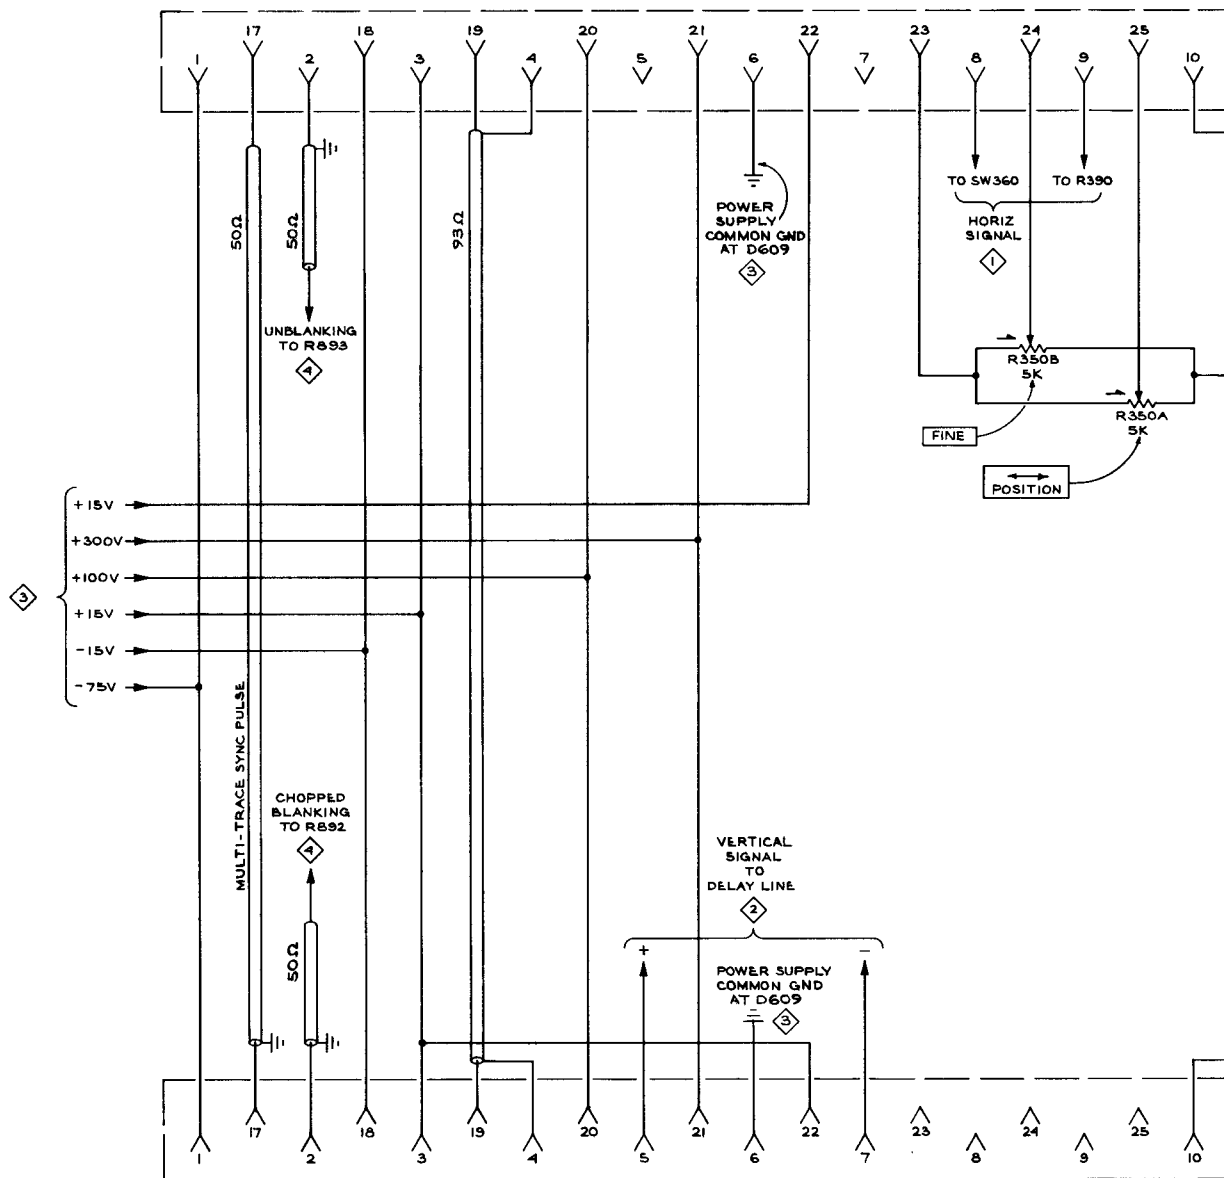 17 18 19 20 21 22 23 24 25
1 2 3 4 5 6 7 8 9 10
50Ω
50Ω
93Ω
POWER
SUPPLY
COMMON GND
AT D609
3
TO SW360
TO R390
HORIZ
SIGNAL
1
UNBLANKING
TO R893
4
R350B
5K
R350A
5K
FINE
POSITION
3
+15V
+300V
+100V
+15V
-15V
-75V
MULTI-TRACE SYNC PULSE
CHOPPED
BLANKING
TO R892
4
50Ω
VERTICAL
SIGNAL
TO
DELAY LINE
2
+
-
POWER SUPPLY
COMMON GND
AT D609
3
17 18 19 20 21 22 23 24 25
1 2 3 4 5 6 7 8 9 10